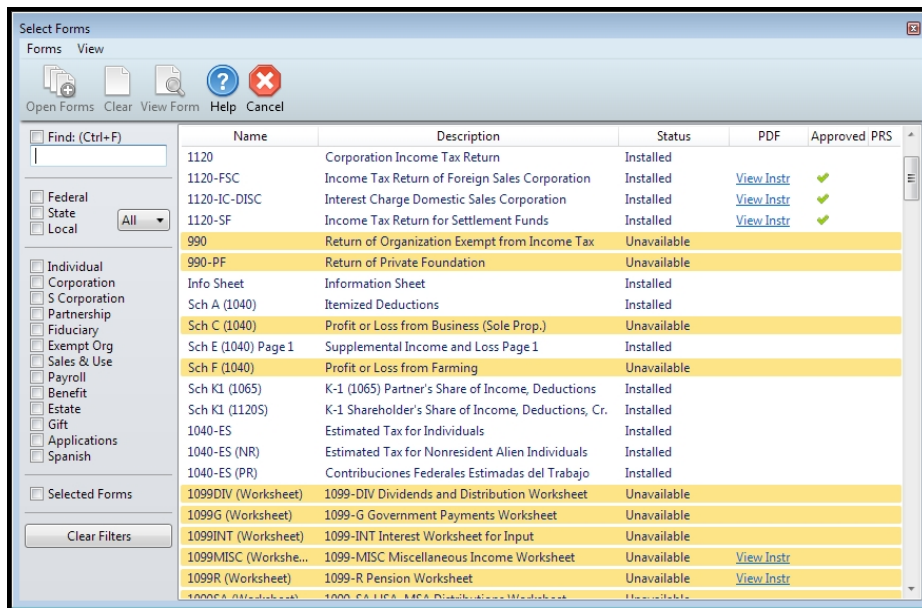 Select Forms
Forms View
Open Forms Clear View Form Help Cancel
Find: (Ctrl+F)
Federal
State
Local
All
Individual
Corporation
S Corporation
Partnership
Fiduciary
Exempt Org
Sales & Use
Payroll
Benefit
Estate
Gift
Applications
Spanish
Selected Forms
Clear Filters
Name Description Status PDF Approved PRS
1120 Corporation Income Tax Return Installed
1120-FSC Income Tax Return of Foreign Sales Corporation Installed View Instr
1120-IC-DISC Interest Charge Domestic Sales Corporation Installed View Instr
1120-SF Income Tax Return for Settlement Funds Installed View Instr
990 Return of Organization Exempt from Income Tax Unavailable
990-PF Return of Private Foundation Unavailable
Info Sheet Information Sheet Installed
Sch A (1040) Itemized Deductions Installed
Sch C (1040) Profit or Loss from Business (Sole Prop.) Unavailable
Sch E (1040) Page 1 Supplemental Income and Loss Page 1 Installed
Sch F (1040) Profit or Loss from Farming Unavailable
Sch K1 (1065) K-1 (1065) Partner's Share of Income, Deductions Installed
Sch K1 (1120S) K-1 Shareholder's Share of Income, Deductions, Cr. Installed
1040-ES Estimated Tax for Individuals Installed
1040-ES (NR) Estimated Tax for Nonresident Alien Individuals Installed
1040-ES (PR) Contribuciones Federales Estimadas del Trabajo Installed
1099DIV (Worksheet) 1099-DIV Dividends and Distribution Worksheet Unavailable
1099G (Worksheet) 1099-G Government Payments Worksheet Unavailable
1099INT (Worksheet) 1099-INT Interest Worksheet for Input Unavailable
1099MISC (Workshe... 1099-MISC Miscellaneous Income Worksheet Unavailable View Instr
1099R (Worksheet) 1099-R Pension Worksheet Unavailable View Instr